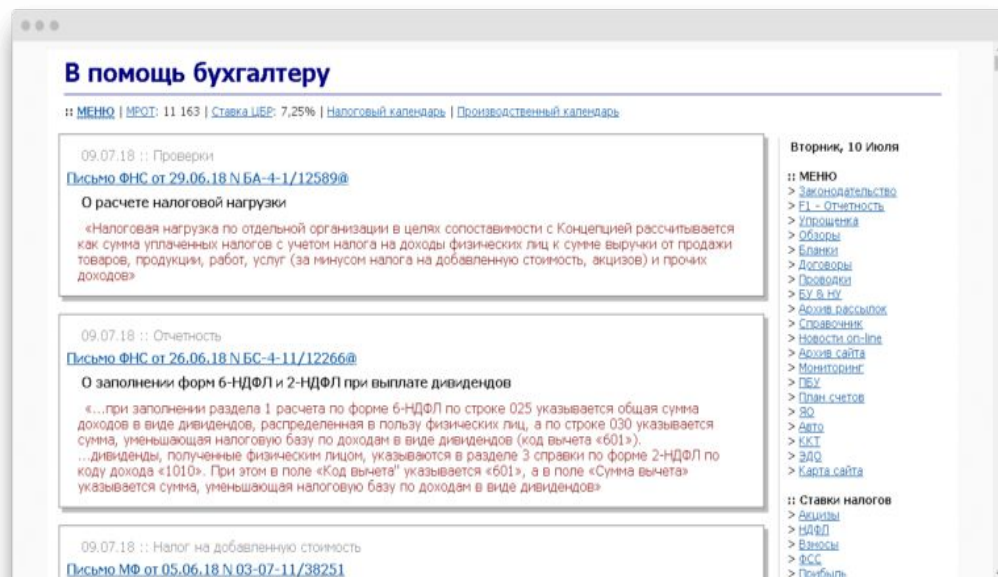 В помощь бухгалтеру
:: МЕНЮ | МРОТ: 11 163 | Ставка ЦБР: 7,25% | Налоговый календарь | Производственный календарь
09.07.18 :: Проверки
Письмо ФНС от 29.06.18 N БА-4-1/12589@
О расчете налоговой нагрузки
«Налоговая нагрузка по отдельной организации в целях сопоставимости с Концепцией рассчитывается
как сумма уплаченных налогов с учетом налога на доходы физических лиц к сумме выручки от продажи
товаров, продукции, работ, услуг (за минусом налога на добавленную стоимость, акцизов) и прочих
доходов»
09.07.18 :: Отчетность
Письмо ФНС от 26.06.18 N БС-4-11/12266@
О заполнении форм 6-НДФЛ и 2-НДФЛ при выплате дивидендов
«...при заполнении раздела 1 расчета по форме 6-НДФЛ по строке 025 указывается общая сумма
доходов в виде дивидендов, распределенная в пользу физических лиц, а по строке 030 указывается
сумма, уменьшающая налоговую базу по доходам в виде дивидендов (код вычета «601»).
...дивиденды, полученные физическим лицом, указываются в разделе 3 справки по форме 2-НДФЛ по
коду дохода «1010». При этом в поле «Код вычета" указывается «601», а в поле «Сумма вычета»
указывается сумма, уменьшающая налоговую базу по доходам в виде дивидендов»
09.07.18 :: Налог на добавленную стоимость
Письмо МФ от 05.06.18 N 03-07-11/38251
Вторник, 10 Июля
:: МЕНЮ
> Законодательство
> F1 - Отчетность
> Упрощенка
> Обзоры
> Бланки
> Договоры
> Проводки
> БУ & НУ
> Архив рассылок
> Справочник
> Новости on-line
> Архив сайта
> Мониторинг
> ПБУ
> План счетов
> ЯО
> Авто
> ККТ
> ЭДО
> Карта сайта
:: Ставки налогов
> Акцизы
> НДФЛ
> Взносы
> ФСС
> Прибыль